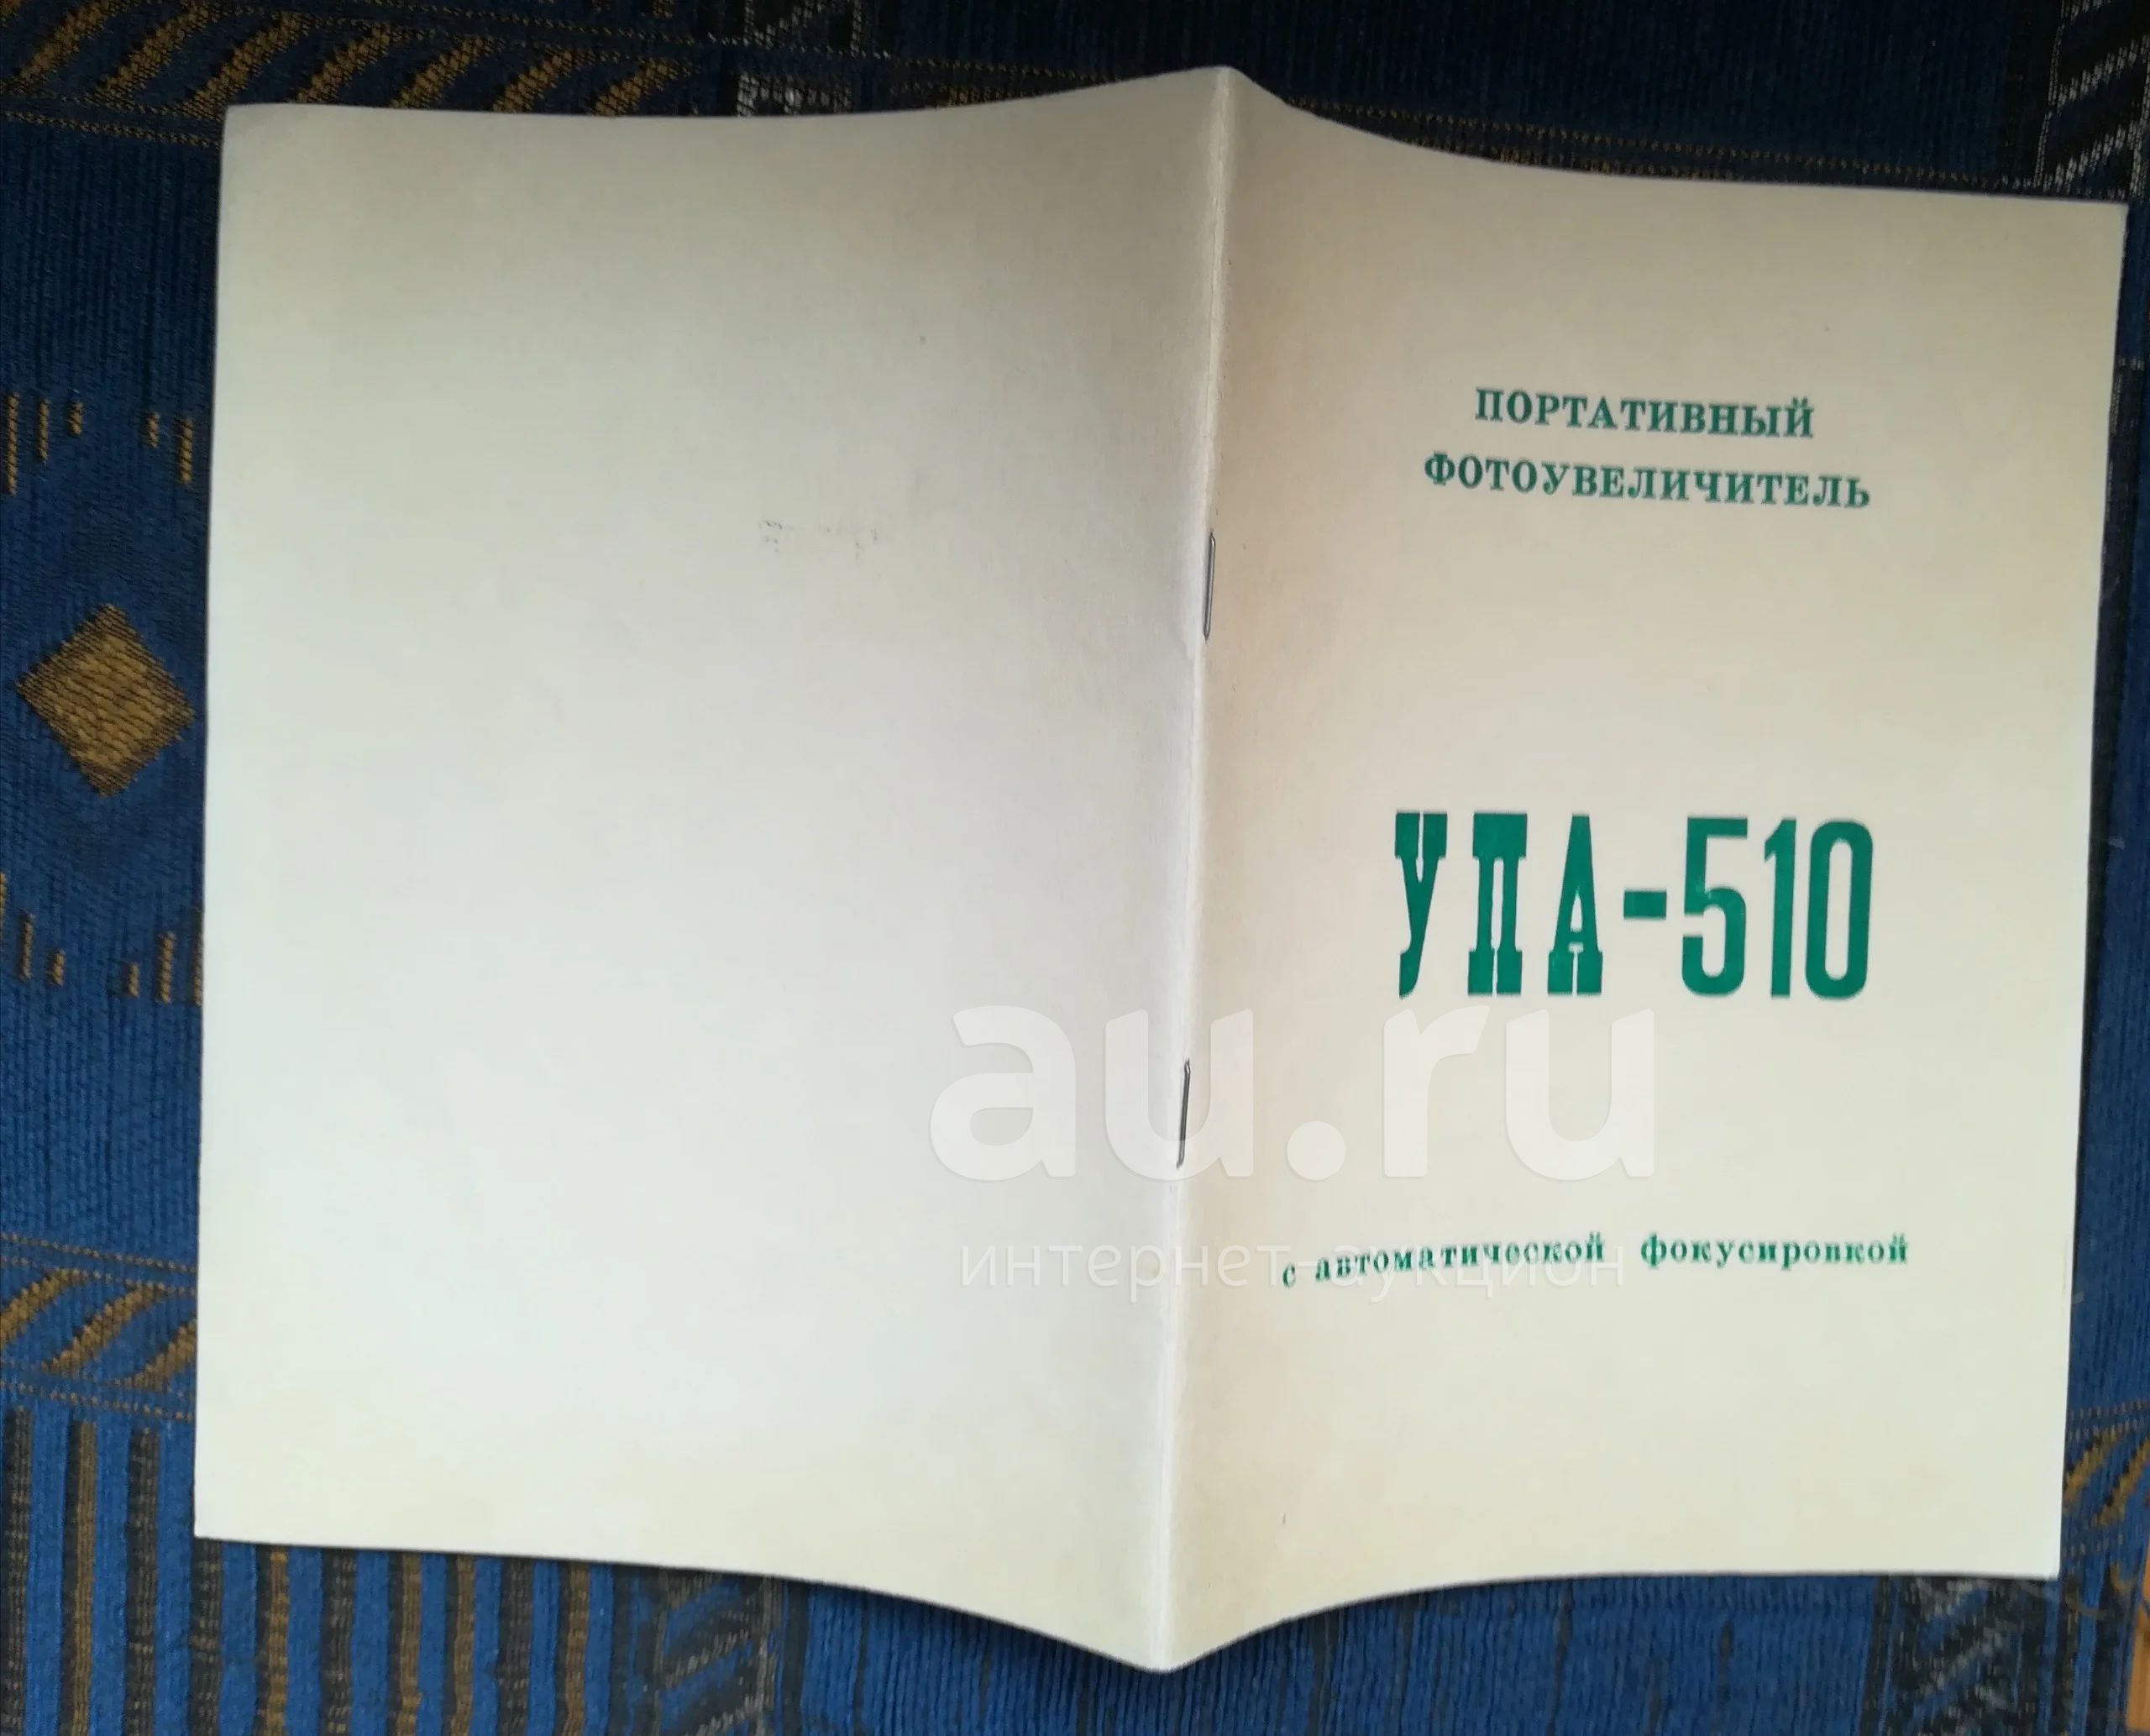 ПОРТАТИВНЫЙ
ФОТОУВЕЛИЧИТЕЛЬ
УПА-510
au.ru
интернет-аукцион
с автоматической фокусировкой